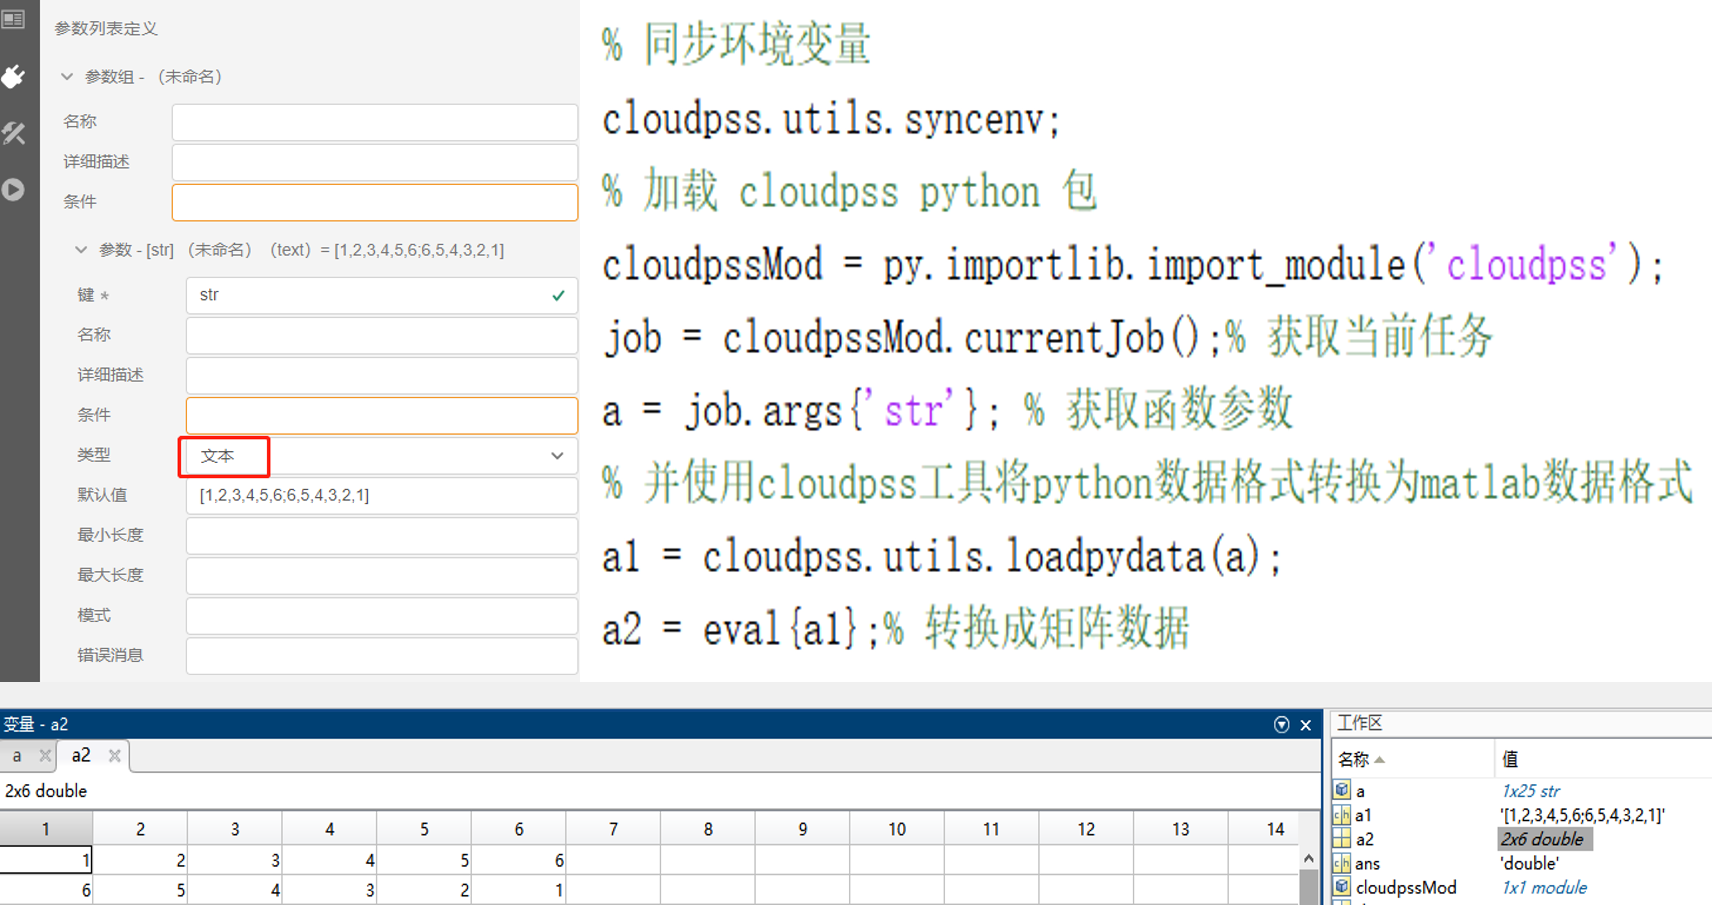 参数列表定义
参数组 - （未命名）
名称
详细描述
条件
参数 - [str] （未命名） （text）= [1,2,3,4,5,6;6,5,4,3,2,1]
键 * str
名称
详细描述
条件
类型 文本
默认值 [1,2,3,4,5,6;6,5,4,3,2,1]
最小长度
最大长度
模式
错误消息
% 同步环境变量
cloudpss.utils.syncenv;
% 加载 cloudpss python 包
cloudpssMod = py.importlib.import_module('cloudpss');
job = cloudpssMod.currentJob();% 获取当前任务
a = job.args{'str'}; % 获取函数参数
% 并使用cloudpss工具将python数据格式转换为matlab数据格式
a1 = cloudpss.utils.loadpydata(a);
a2 = eval{a1};% 转换成矩阵数据
变量 - a2
a a2
2x6 double
1 2 3 4 5 6 7 8 9 10 11 12 13 14
1 2 3 4 5 6
6 5 4 3 2 1
工作区
名称 值
a 1x25 str
a1 '[1,2,3,4,5,6;6,5,4,3,2,1]'
a2 2x6 double
ans 'double'
cloudpssMod 1x1 module